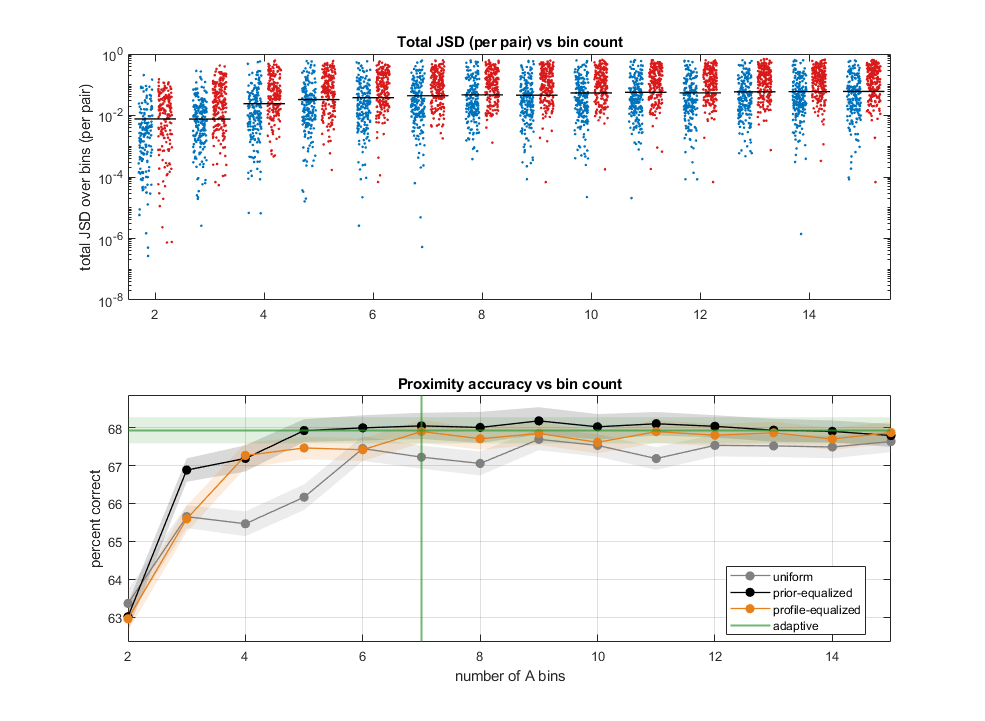 Total JSD (per pair) vs bin count
total JSD over bins (per pair)
10^0
10^-2
10^-4
10^-6
10^-8
2 4 6 8 10 12 14
Proximity accuracy vs bin count
percent correct
68
67
66
65
64
63
uniform
prior-equalized
profile-equalized
adaptive
2 4 6 8 10 12 14
number of A bins